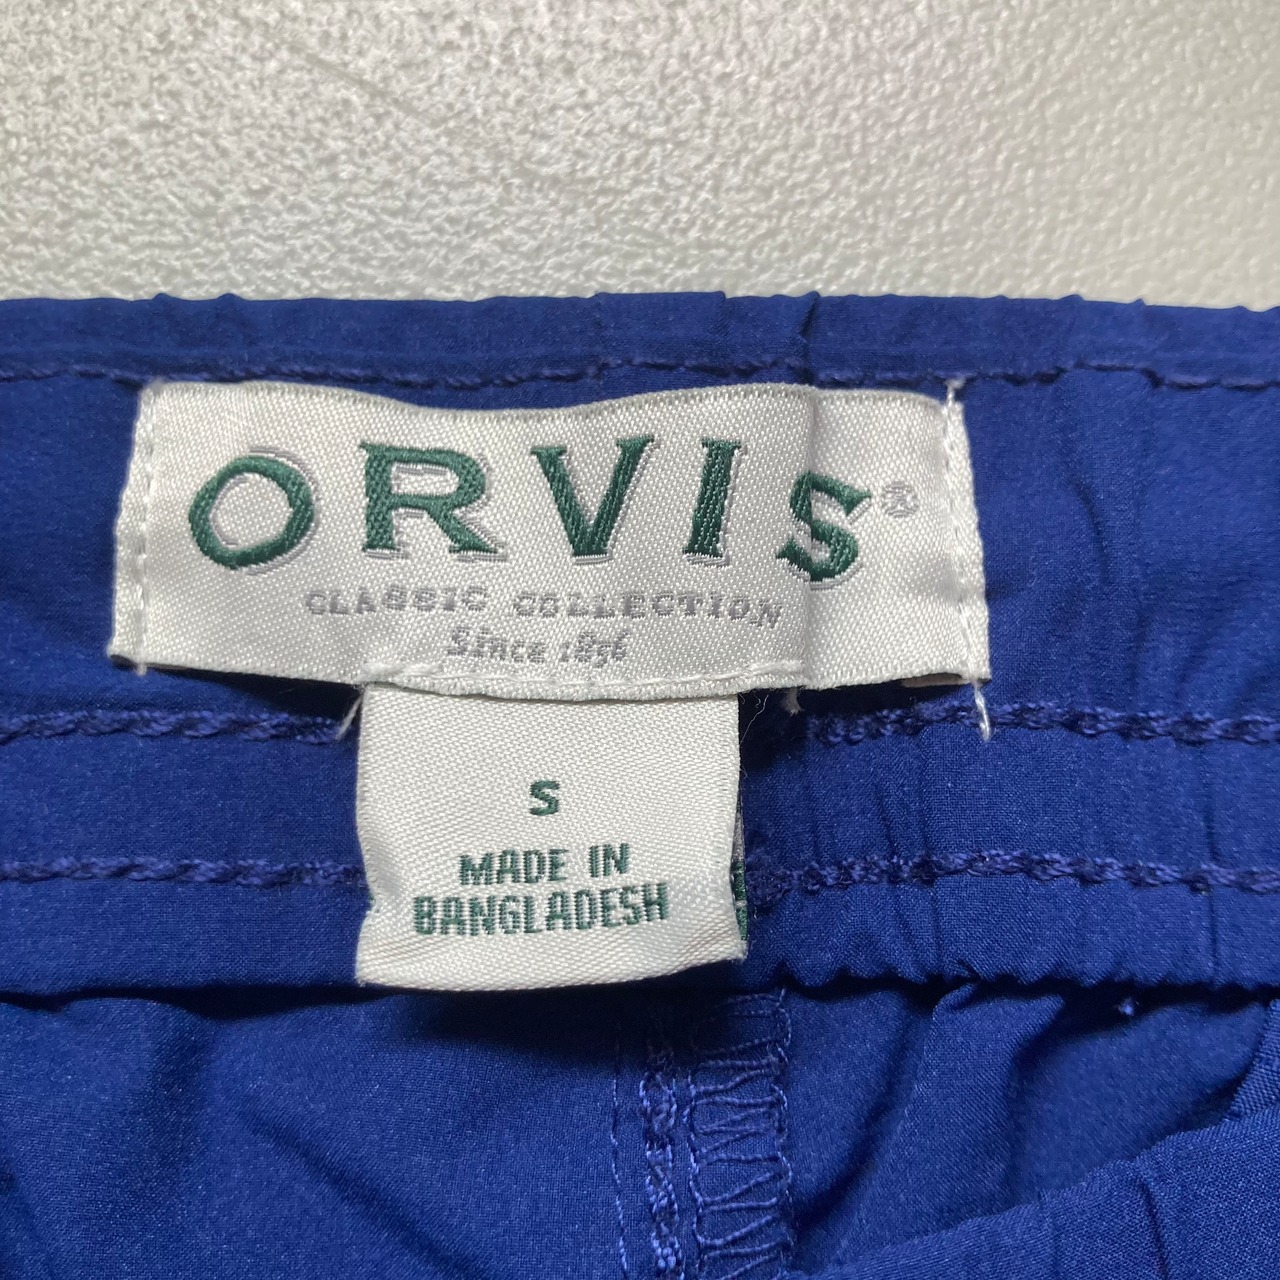 ORVIS®
CLASSIC COLLECTION
Since 1856
S
MADE IN
BANGLADESH